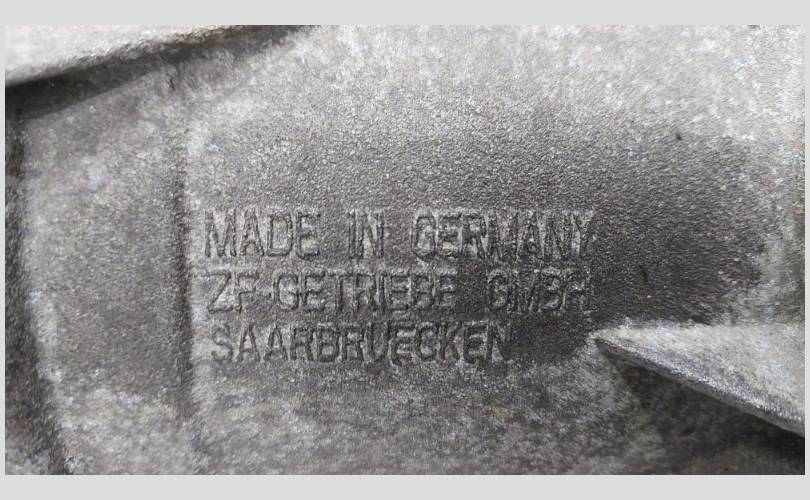 MADE IN GERMANY
ZF-GETRIEBE GMBH
SAARBRUECKEN